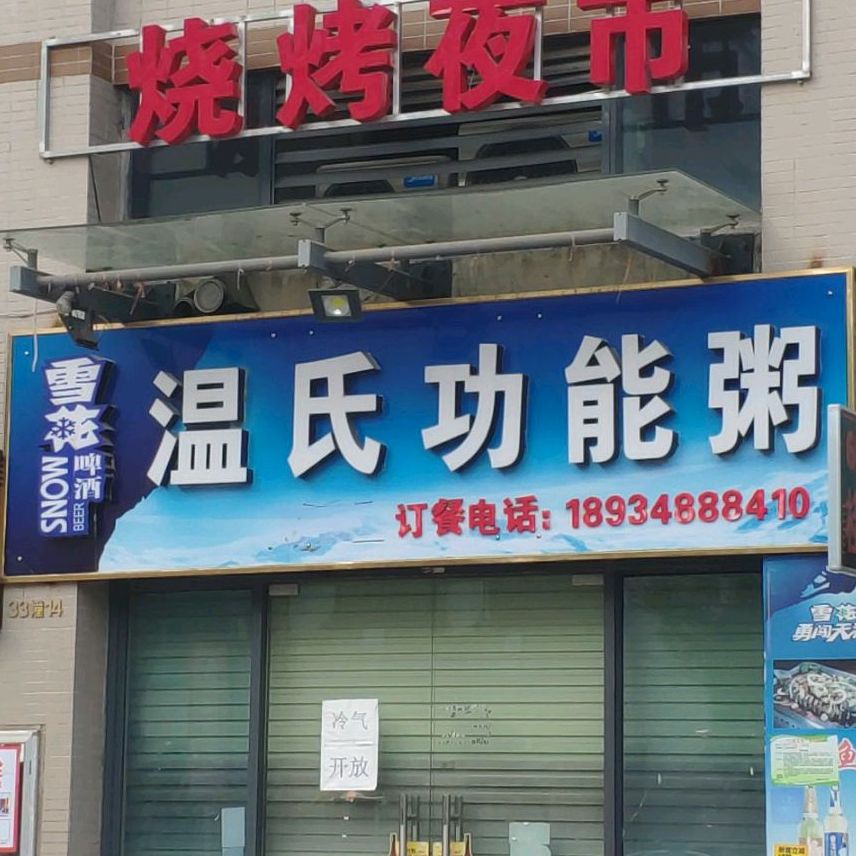 烧烤夜市
雪花
SNOW
BEER
啤酒
温氏功能粥
订餐电话: 18934888410
33幢14
冷气
开放
雪花
勇闯天
鱼